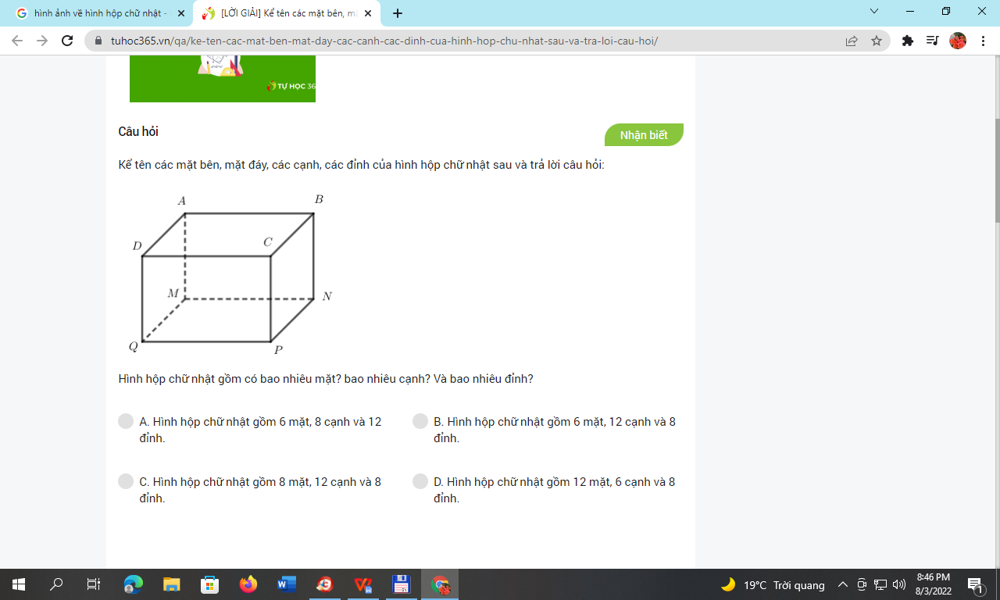 hình ảnh về hình hộp chữ nhật -
[LỜI GIẢI] Kể tên các mặt bên, mặ
tuhoc365.vn/qa/ke-ten-cac-mat-ben-mat-day-cac-canh-cac-dinh-cua-hinh-hop-chu-nhat-sau-va-tra-loi-cau-hoi/
TỰ HỌC 36
Câu hỏi
Nhận biết
Kể tên các mặt bên, mặt đáy, các cạnh, các đỉnh của hình hộp chữ nhật sau và trả lời câu hỏi:
A
B
D
C
M
N
Q
P
Hình hộp chữ nhật gồm có bao nhiêu mặt? bao nhiêu cạnh? Và bao nhiêu đỉnh?
A. Hình hộp chữ nhật gồm 6 mặt, 8 cạnh và 12
đỉnh.
B. Hình hộp chữ nhật gồm 6 mặt, 12 cạnh và 8
đỉnh.
C. Hình hộp chữ nhật gồm 8 mặt, 12 cạnh và 8
đỉnh.
D. Hình hộp chữ nhật gồm 12 mặt, 6 cạnh và 8
đỉnh.
19°C Trời quang
8:46 PM
8/3/2022
1